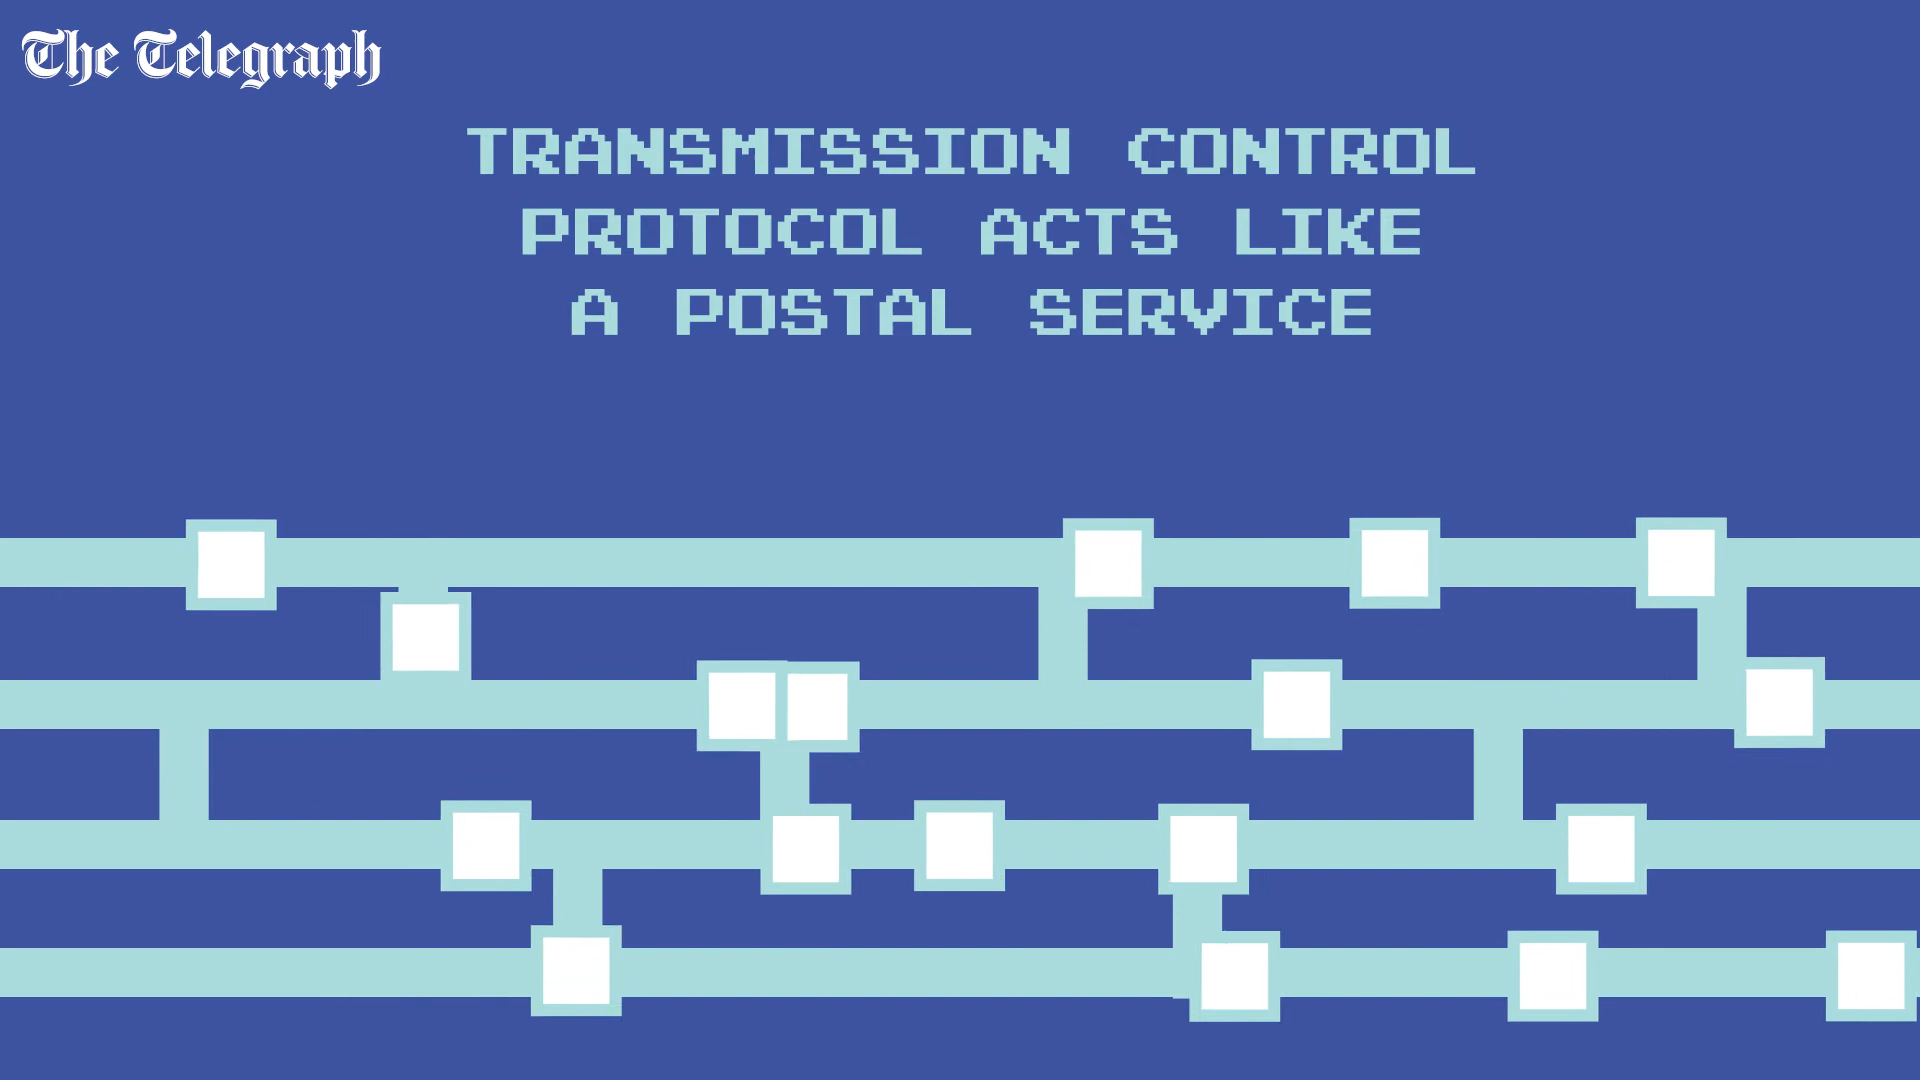 The Telegraph
TRANSMISSION CONTROL
PROTOCOL ACTS LIKE
A POSTAL SERVICE